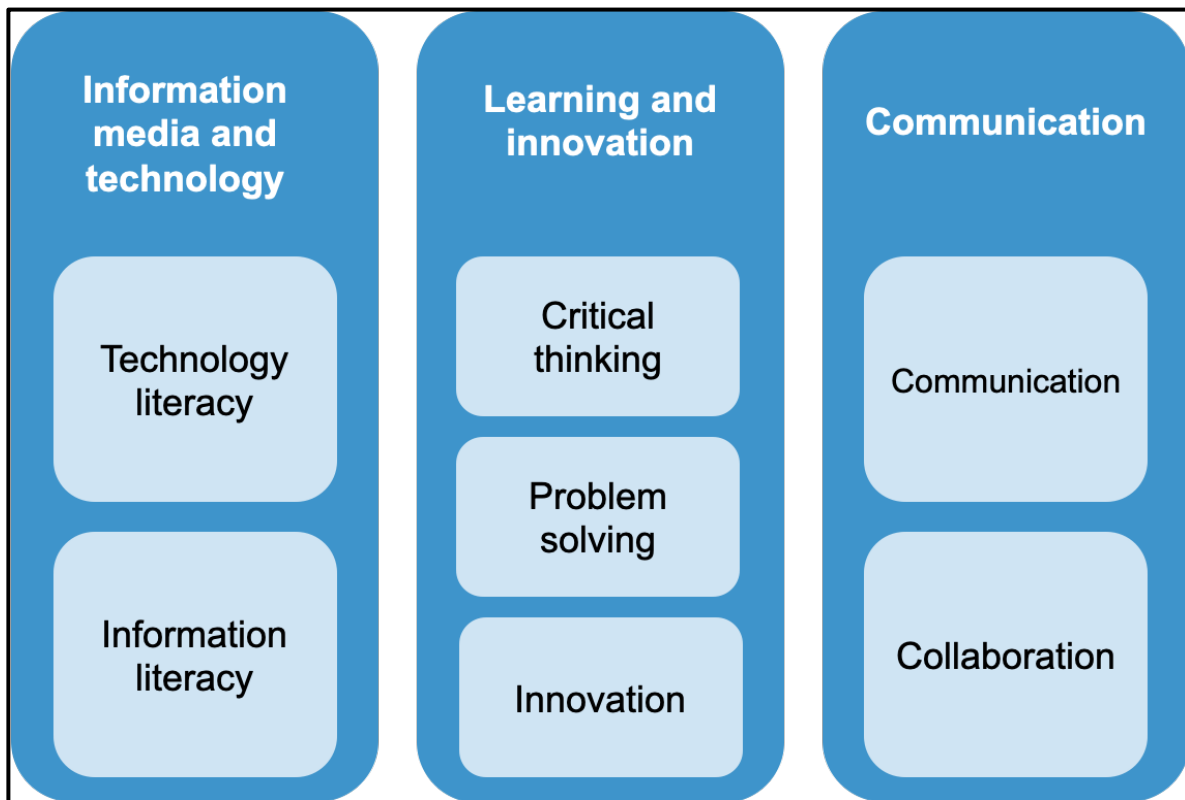 Information
media and
technology
Technology
literacy
Information
literacy
Learning and
innovation
Critical
thinking
Problem
solving
Innovation
Communication
Communication
Collaboration